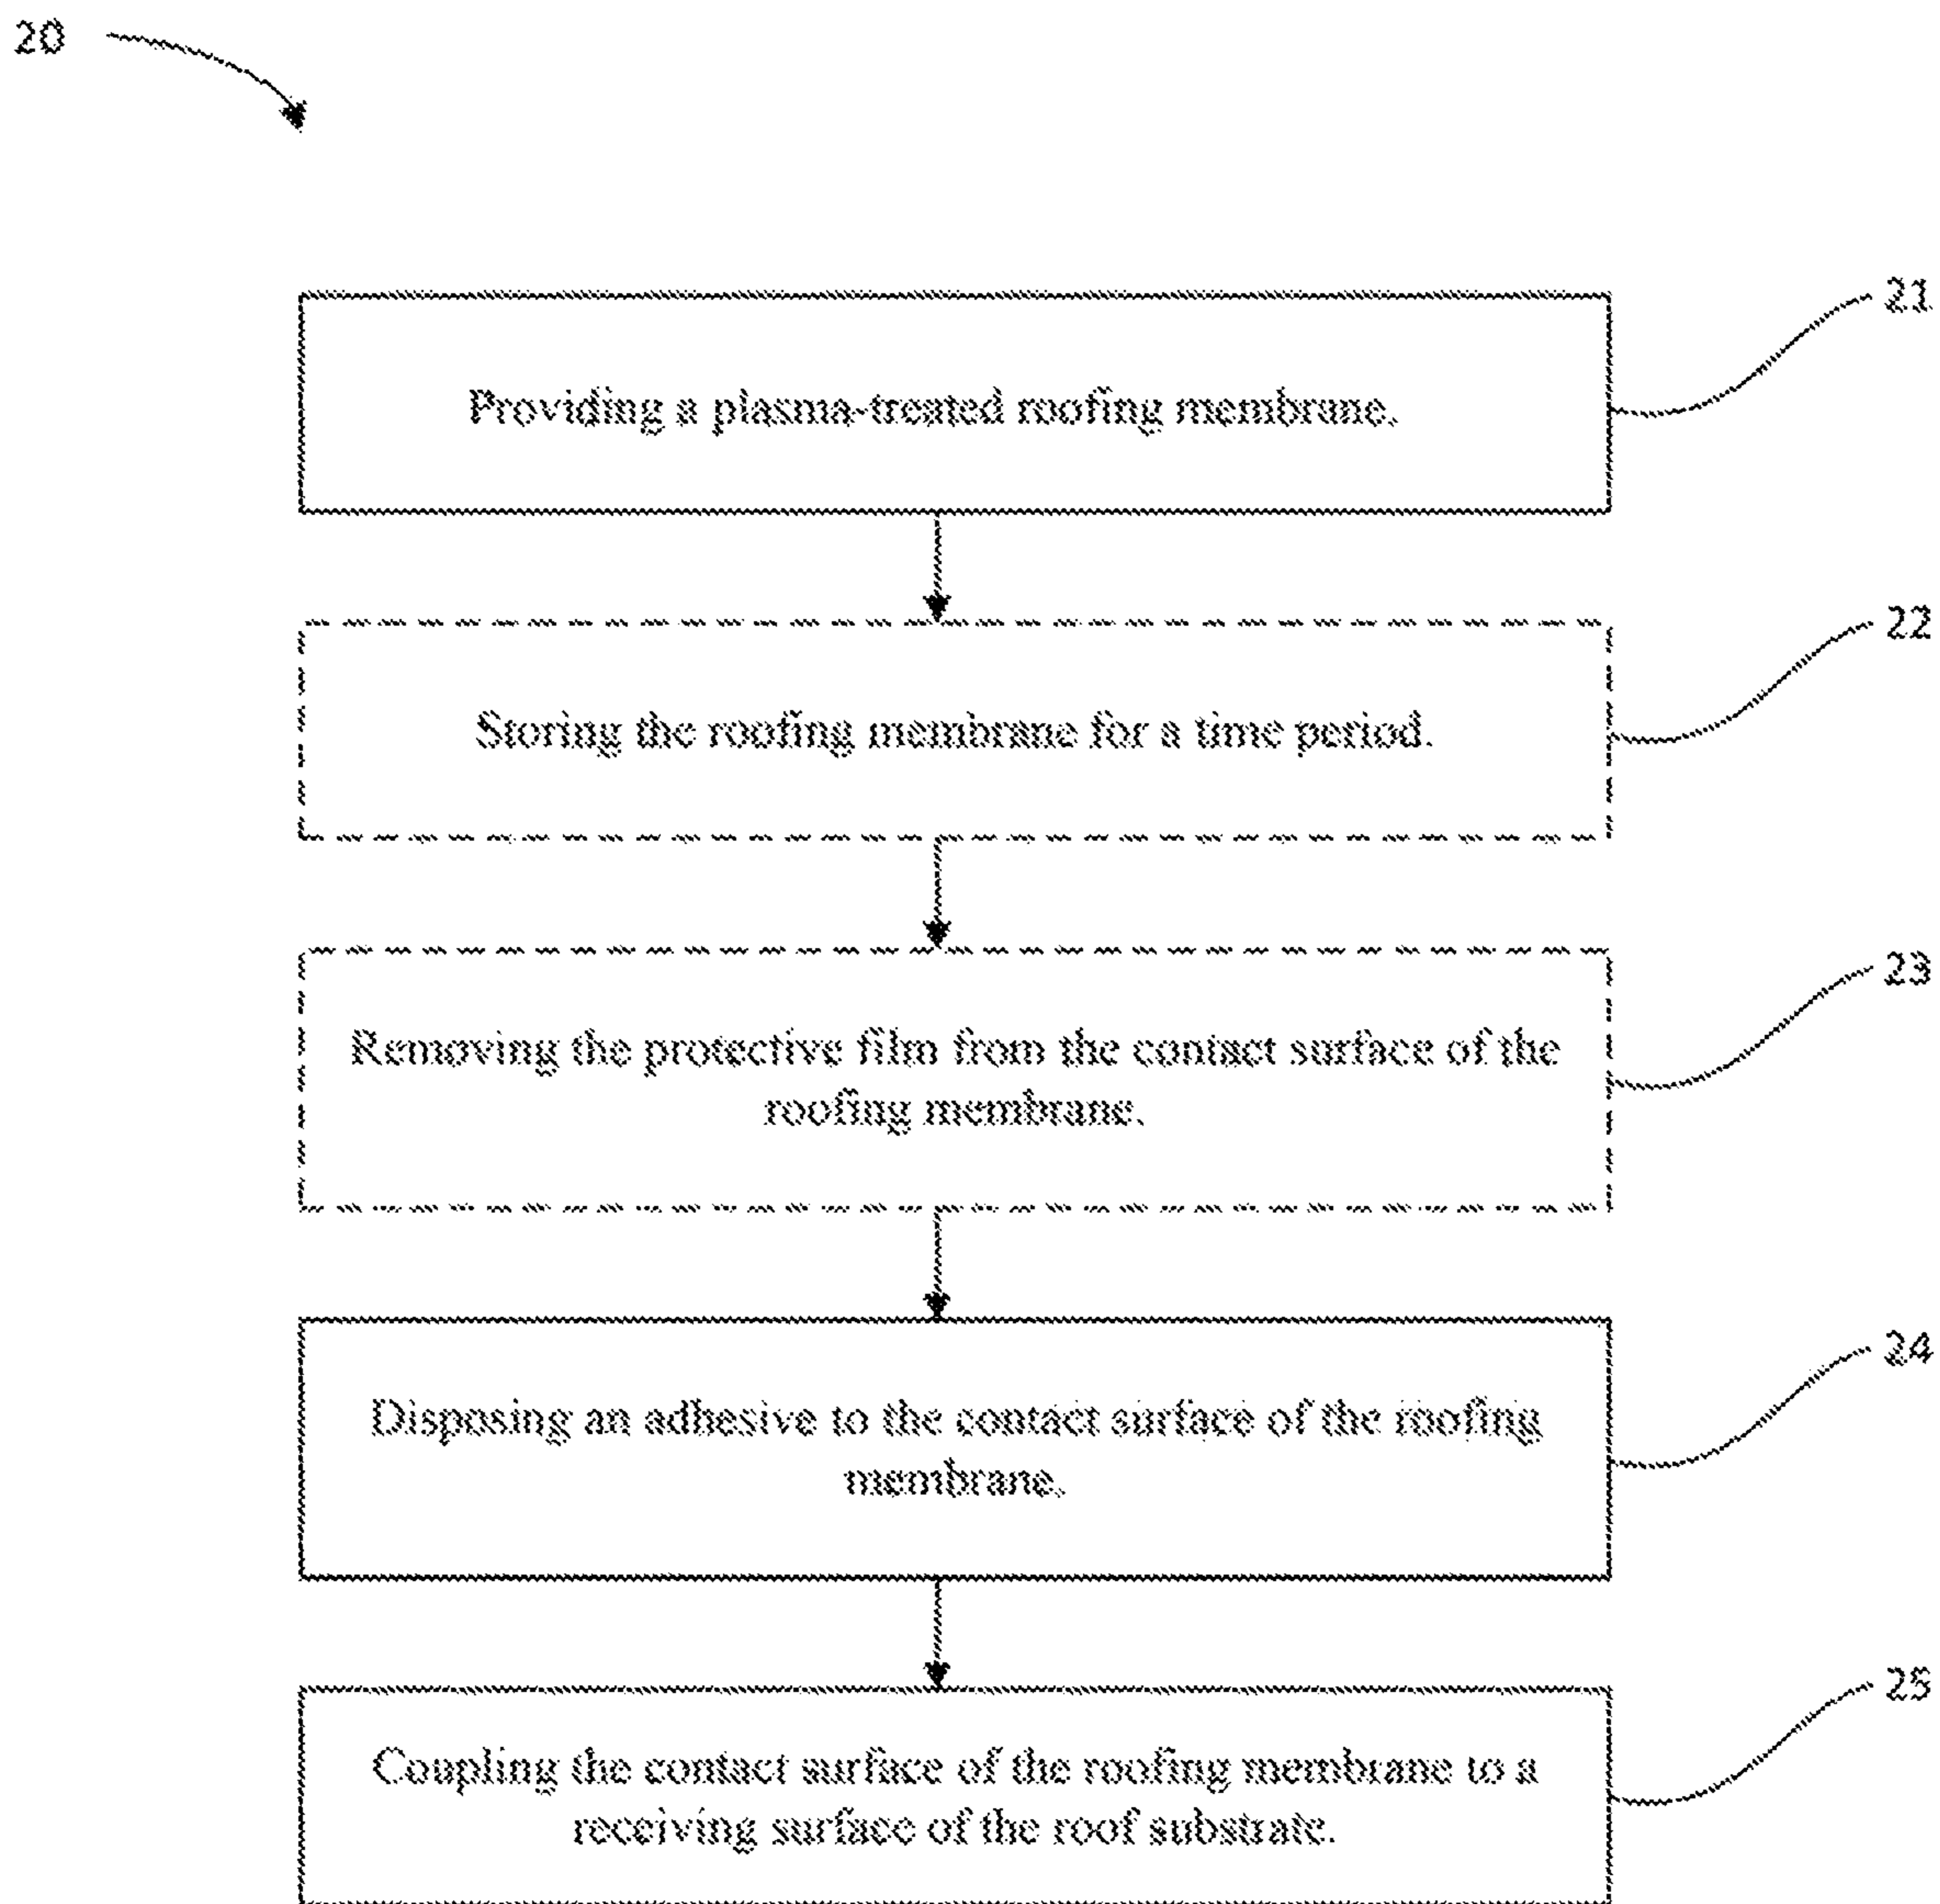 20
21
Providing a plasma-treated roofing membrane.
22
Storing the roofing membrane for a time period.
23
Removing the protective film from the contact surface of the
roofing membrane.
24
Disposing an adhesive to the contact surface of the roofing
membrane.
25
Coupling the contact surface of the roofing membrane to a
receiving surface of the roof substrate.